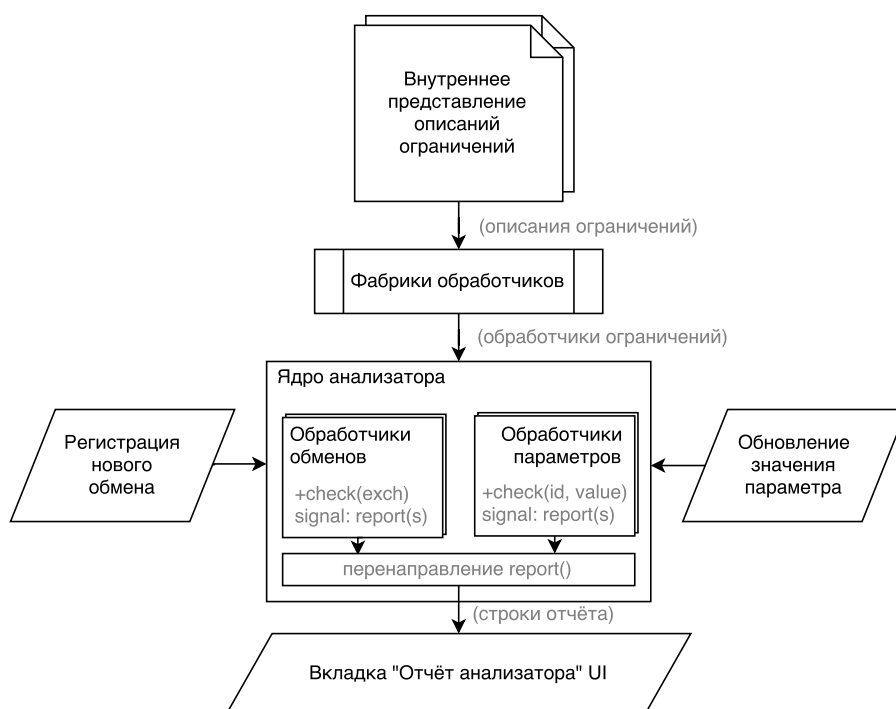 Внутреннее
представление
описаний
ограничений
(описания ограничений)
Фабрики обработчиков
(обработчики ограничений)
Ядро анализатора
Регистрация
нового
обмена
Обработчики
обменов
+check(exch)
signal: report(s)
Обработчики
параметров
+check(id, value)
signal: report(s)
Обновление
значения
параметра
перенаправление report()
(строки отчёта)
Вкладка "Отчёт анализатора" UI